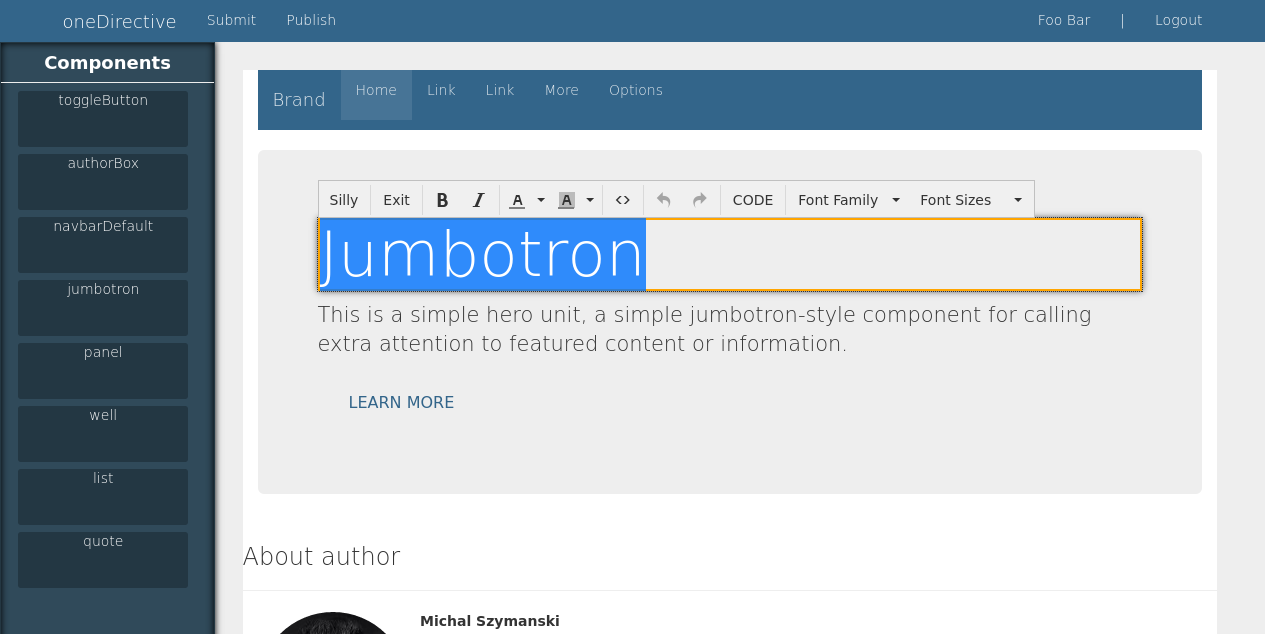 oneDirective Submit Publish Foo Bar | Logout
Components
toggleButton
authorBox
navbarDefault
jumbotron
panel
well
list
quote
Brand Home Link Link More Options
Silly Exit B I A A <> CODE Font Family Font Sizes
Jumbotron
This is a simple hero unit, a simple jumbotron-style component for calling
extra attention to featured content or information.
LEARN MORE
About author
Michal Szymanski